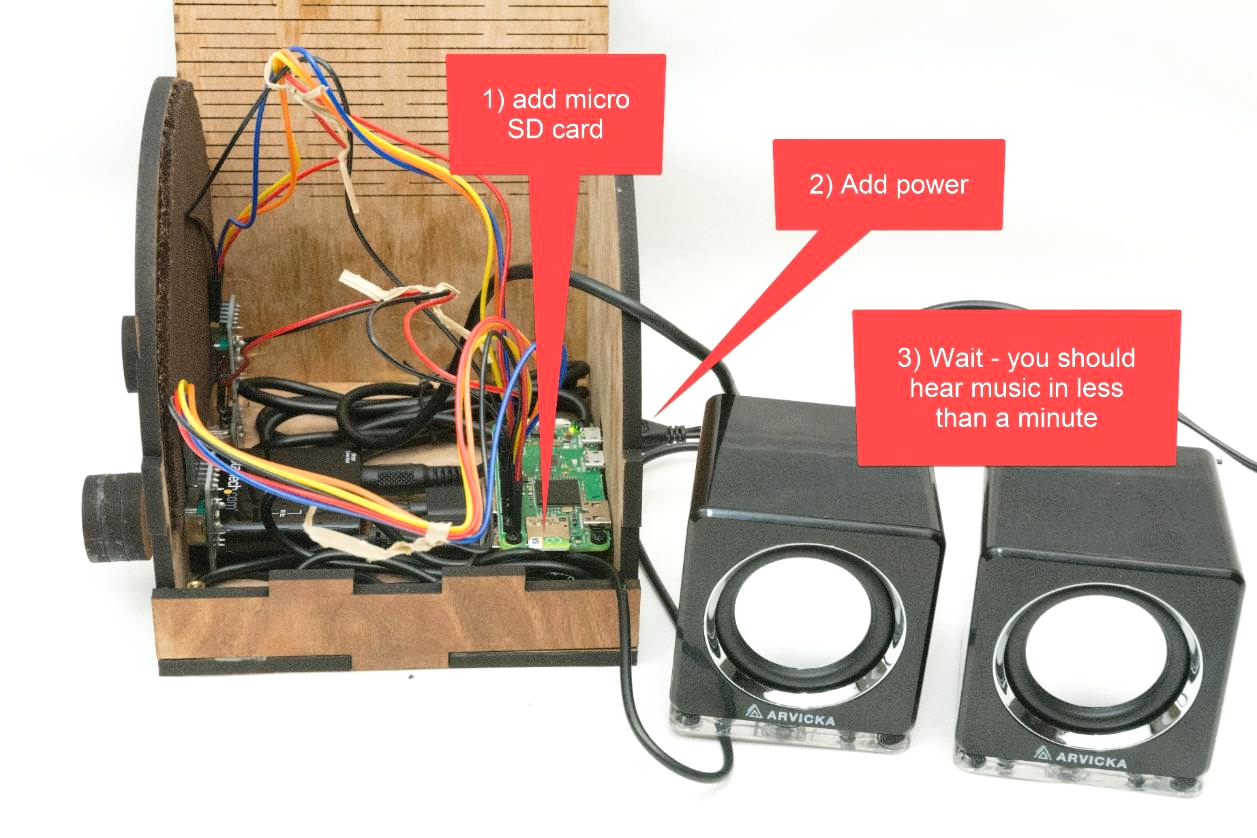 1) add micro
SD card
2) Add power
3) Wait - you should
hear music in less
than a minute
ARVICKA
ARVICKA